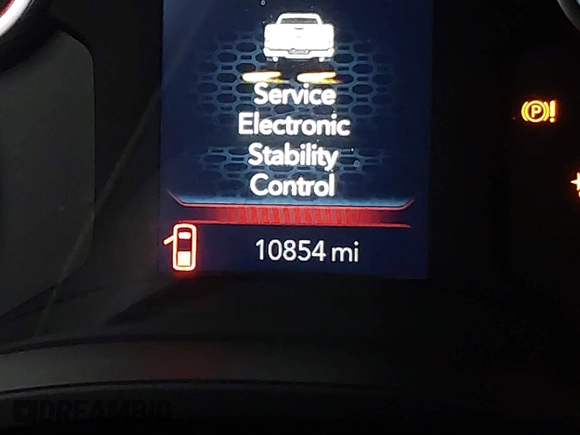 Service
Electronic
Stability
Control
(P)!
10854 mi
DREAMBID